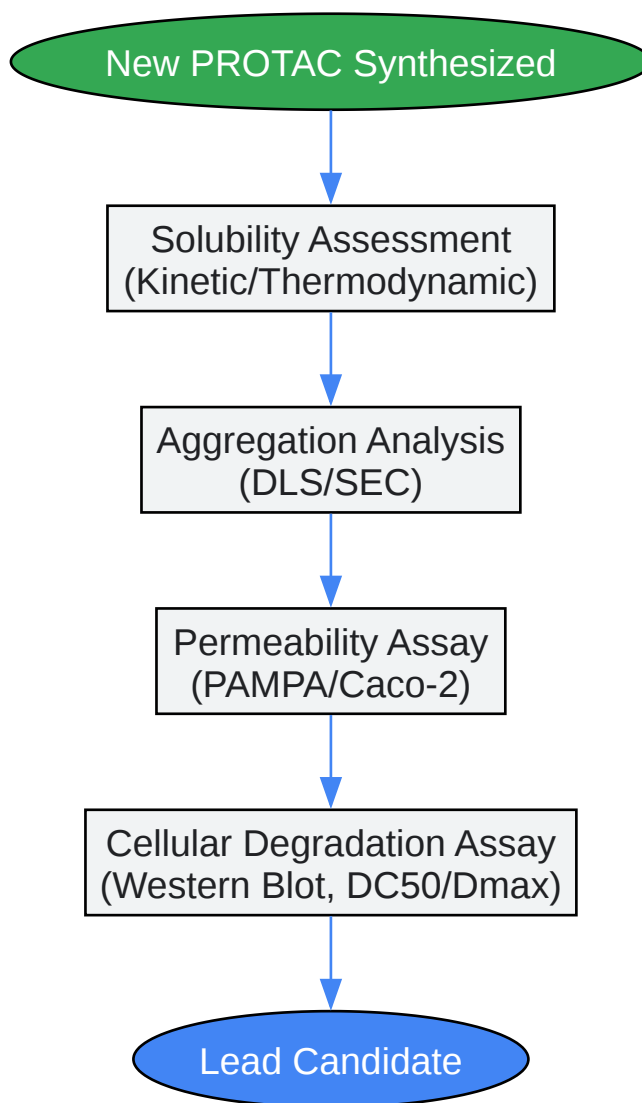 New PROTAC Synthesized
Solubility Assessment
(Kinetic/Thermodynamic)
Aggregation Analysis
(DLS/SEC)
Permeability Assay
(PAMPA/Caco-2)
Cellular Degradation Assay
(Western Blot, DC50/Dmax)
Lead Candidate